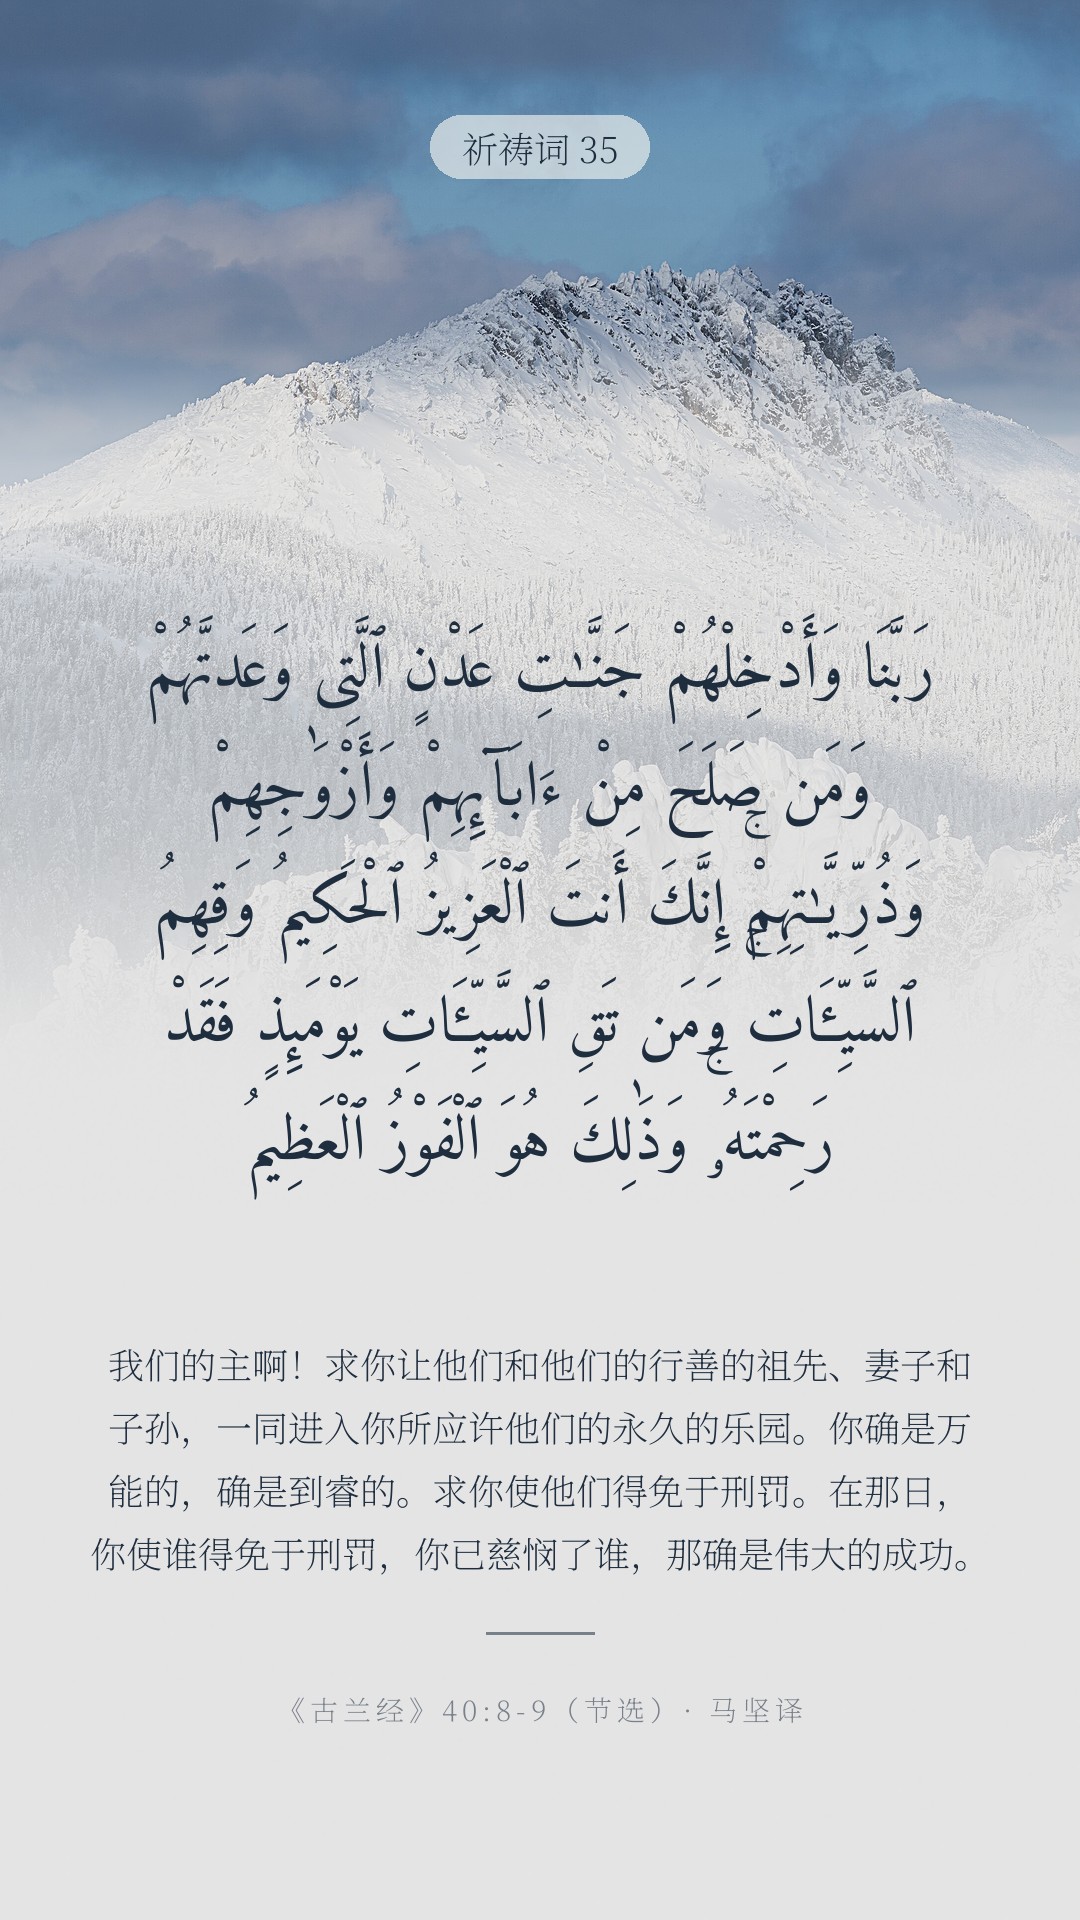 祈祷词 35
رَبَّنَا وَأَدْخِلْهُمْ جَنَّـٰتِ عَدْنٍ ٱلَّتِى وَعَدتَّهُمْ
وَمَن صَلَحَ مِنْ ءَابَآئِهِمْ وَأَزْوَٰجِهِمْ
وَذُرِّيَّـٰتِهِمْ ۚ إِنَّكَ أَنتَ ٱلْعَزِيزُ ٱلْحَكِيمُ وَقِهِمُ
ٱلسَّيِّـَٔاتِ ۚ وَمَن تَقِ ٱلسَّيِّـَٔاتِ يَوْمَئِذٍ فَقَدْ
رَحِمْتَهُۥ وَذَٰلِكَ هُوَ ٱلْفَوْزُ ٱلْعَظِيمُ
我们的主啊！求你让他们和他们的行善的祖先、妻子和
子孙，一同进入你所应许他们的永久的乐园。你确是万
能的，确是到睿的。求你使他们得免于刑罚。在那日，
你使谁得免于刑罚，你已慈悯了谁，那确是伟大的成功。
《古兰经》40:8-9（节选）· 马坚译